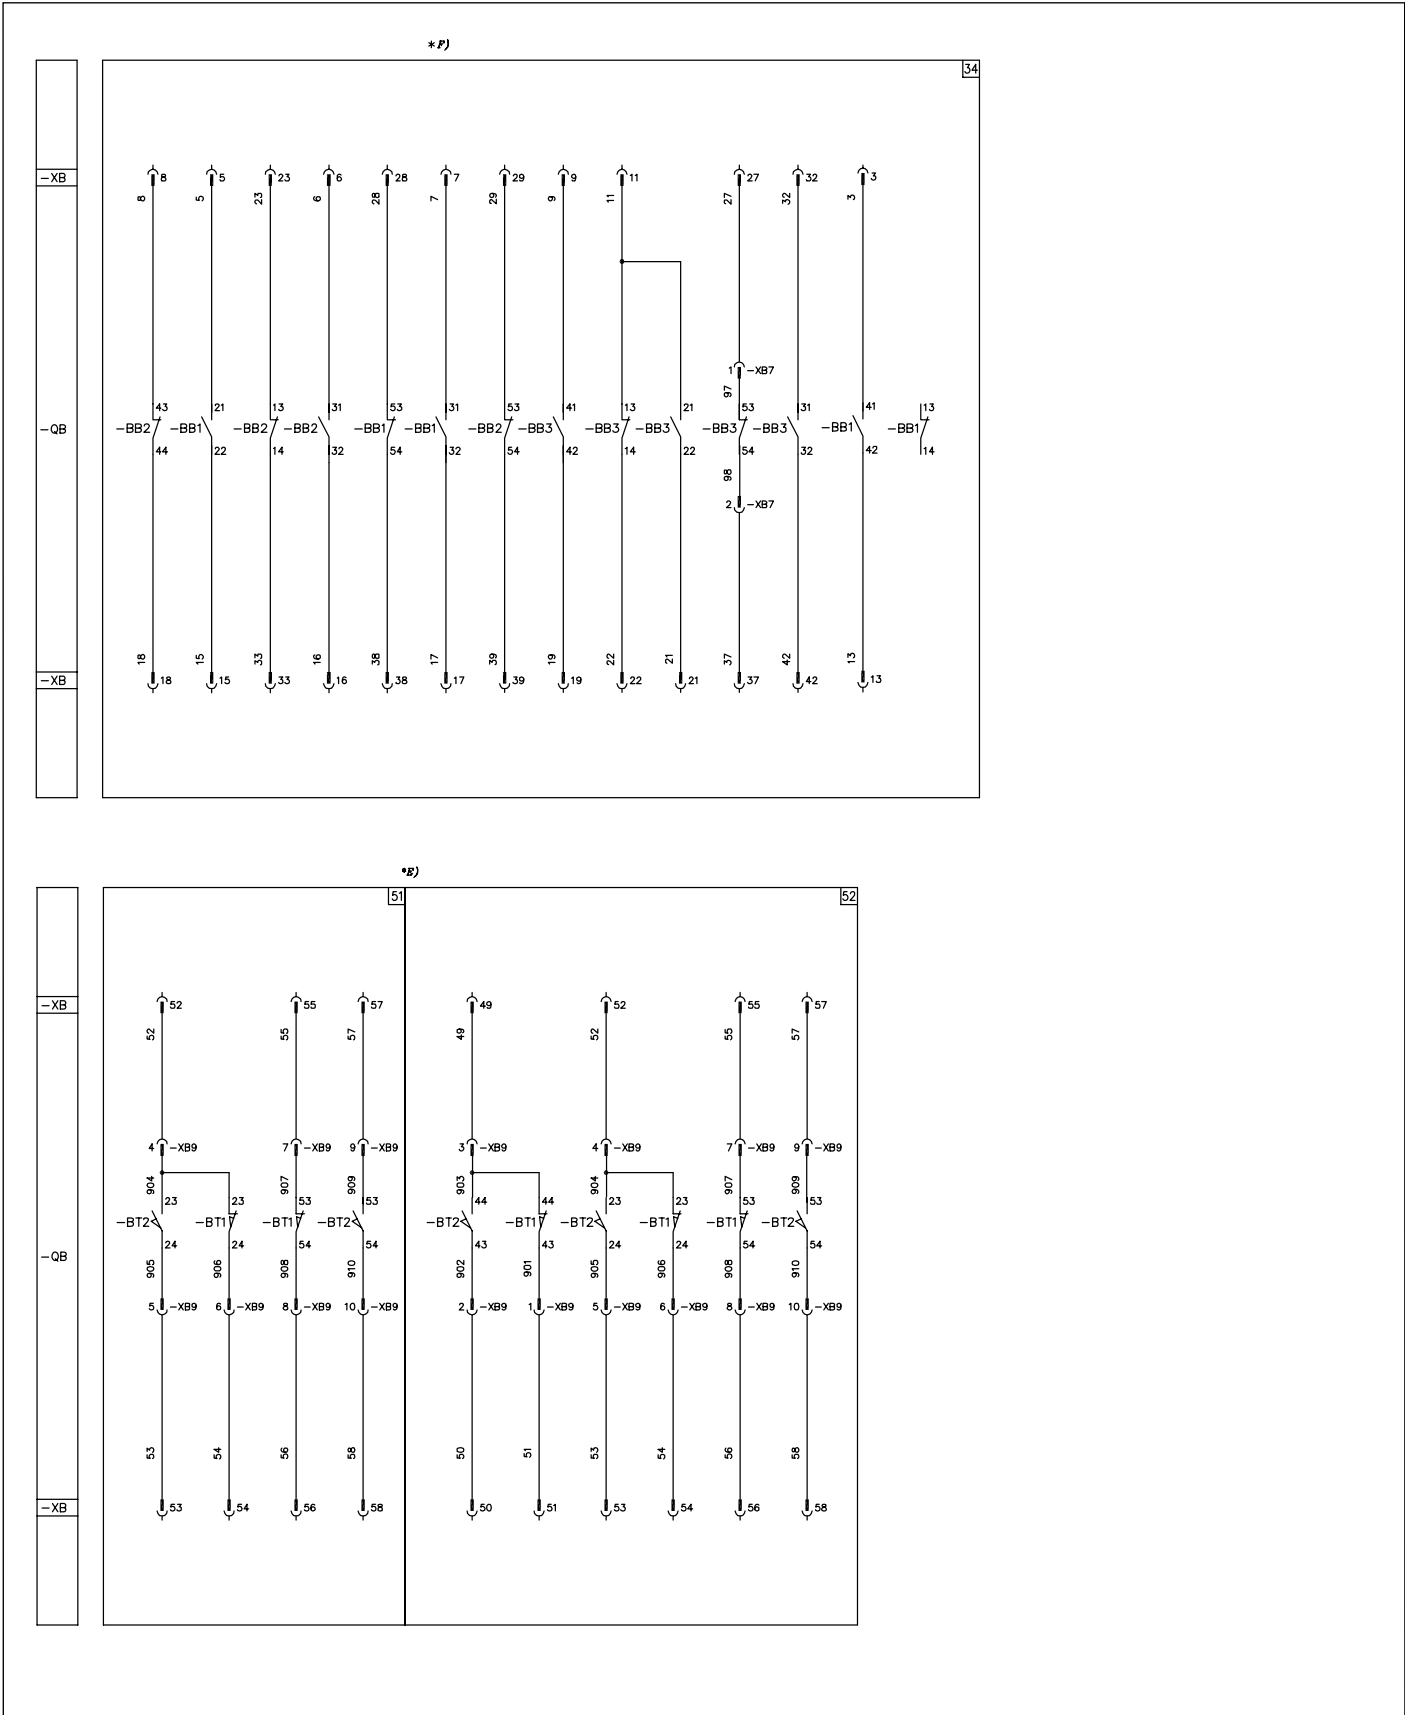 *F)
34
-XB 8 5 23 6 28 7 29 9 11 27 32 3
8 5 23 6 28 7 29 9 11 27 32 3
1 -XB7
97
43 21 13 31 53 31 53 41 13 21 53 31 41 13
-QB -BB2 -BB1 -BB2 -BB2 -BB1 -BB1 -BB2 -BB3 -BB3 -BB3 -BB3 -BB3 -BB1 -BB1
44 22 14 32 54 32 54 42 14 22 54 32 42 14
98
2 -XB7
18 15 33 16 38 17 39 19 22 21 37 42 13
-XB 18 15 33 16 38 17 39 19 22 21 37 42 13
*E)
51 52
-XB 52 55 57 49 52 55 57
52 55 57 49 52 55 57
4 -XB9 7 -XB9 9 -XB9 3 -XB9 4 -XB9 7 -XB9 9 -XB9
904 907 909 903 904 907 909
23 23 53 53 44 44 23 23 53 53
-BT2 -BT1 -BT1 -BT2 -BT2 -BT1 -BT2 -BT1 -BT1 -BT2
24 24 54 54 43 43 24 24 54 54
-QB
905 906 908 910 902 901 905 906 908 910
5 -XB9 6 -XB9 8 -XB9 10 -XB9 2 -XB9 1 -XB9 5 -XB9 6 -XB9 8 -XB9 10 -XB9
53 54 56 58 50 51 53 54 56 58
-XB 53 54 56 58 50 51 53 54 56 58